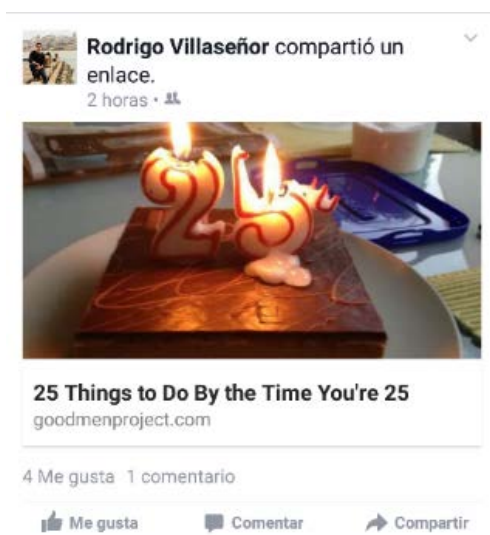 Rodrigo Villaseñor compartió un
enlace.
2 horas •
25
25 Things to Do By the Time You're 25
goodmenproject.com
4 Me gusta 1 comentario
Me gusta Comentar Compartir